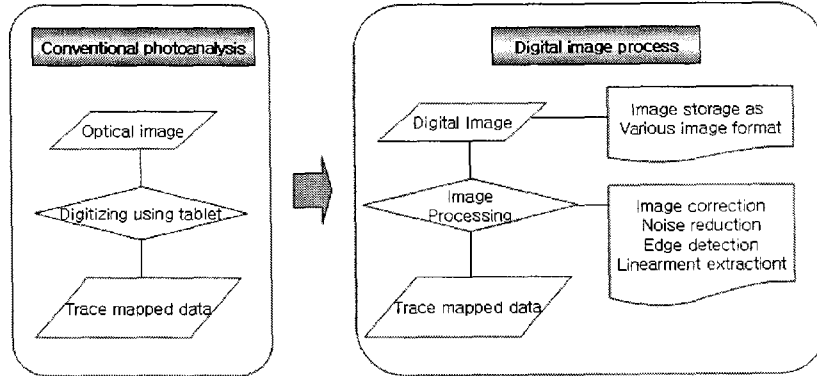 Conventional photoanalysis
Optical image
Digitizing using tablet
Trace mapped data
Digital image process
Digital Image
Image storage as
Various image format
Image
Processing
Image correction
Noise reduction
Edge detection
Linearment extractiont
Trace mapped data